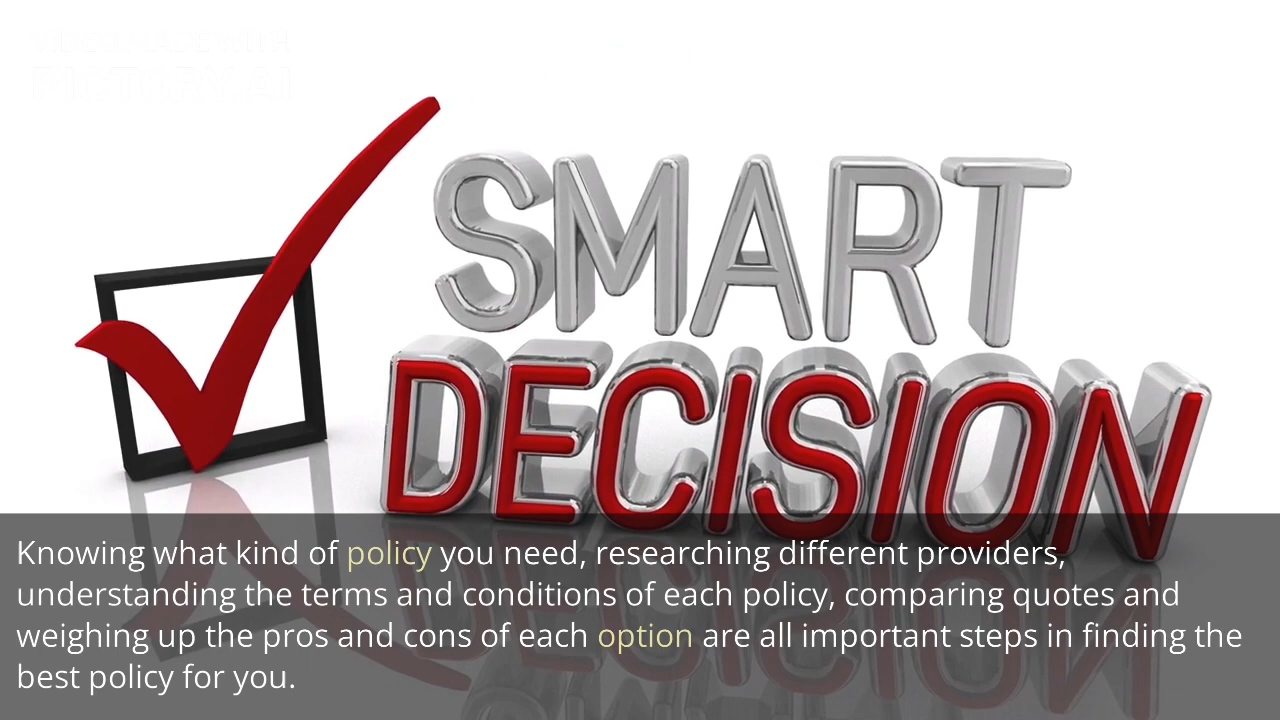 SMART
DECISION
Knowing what kind of policy you need, researching different providers,
understanding the terms and conditions of each policy, comparing quotes and
weighing up the pros and cons of each option are all important steps in finding the
best policy for you.